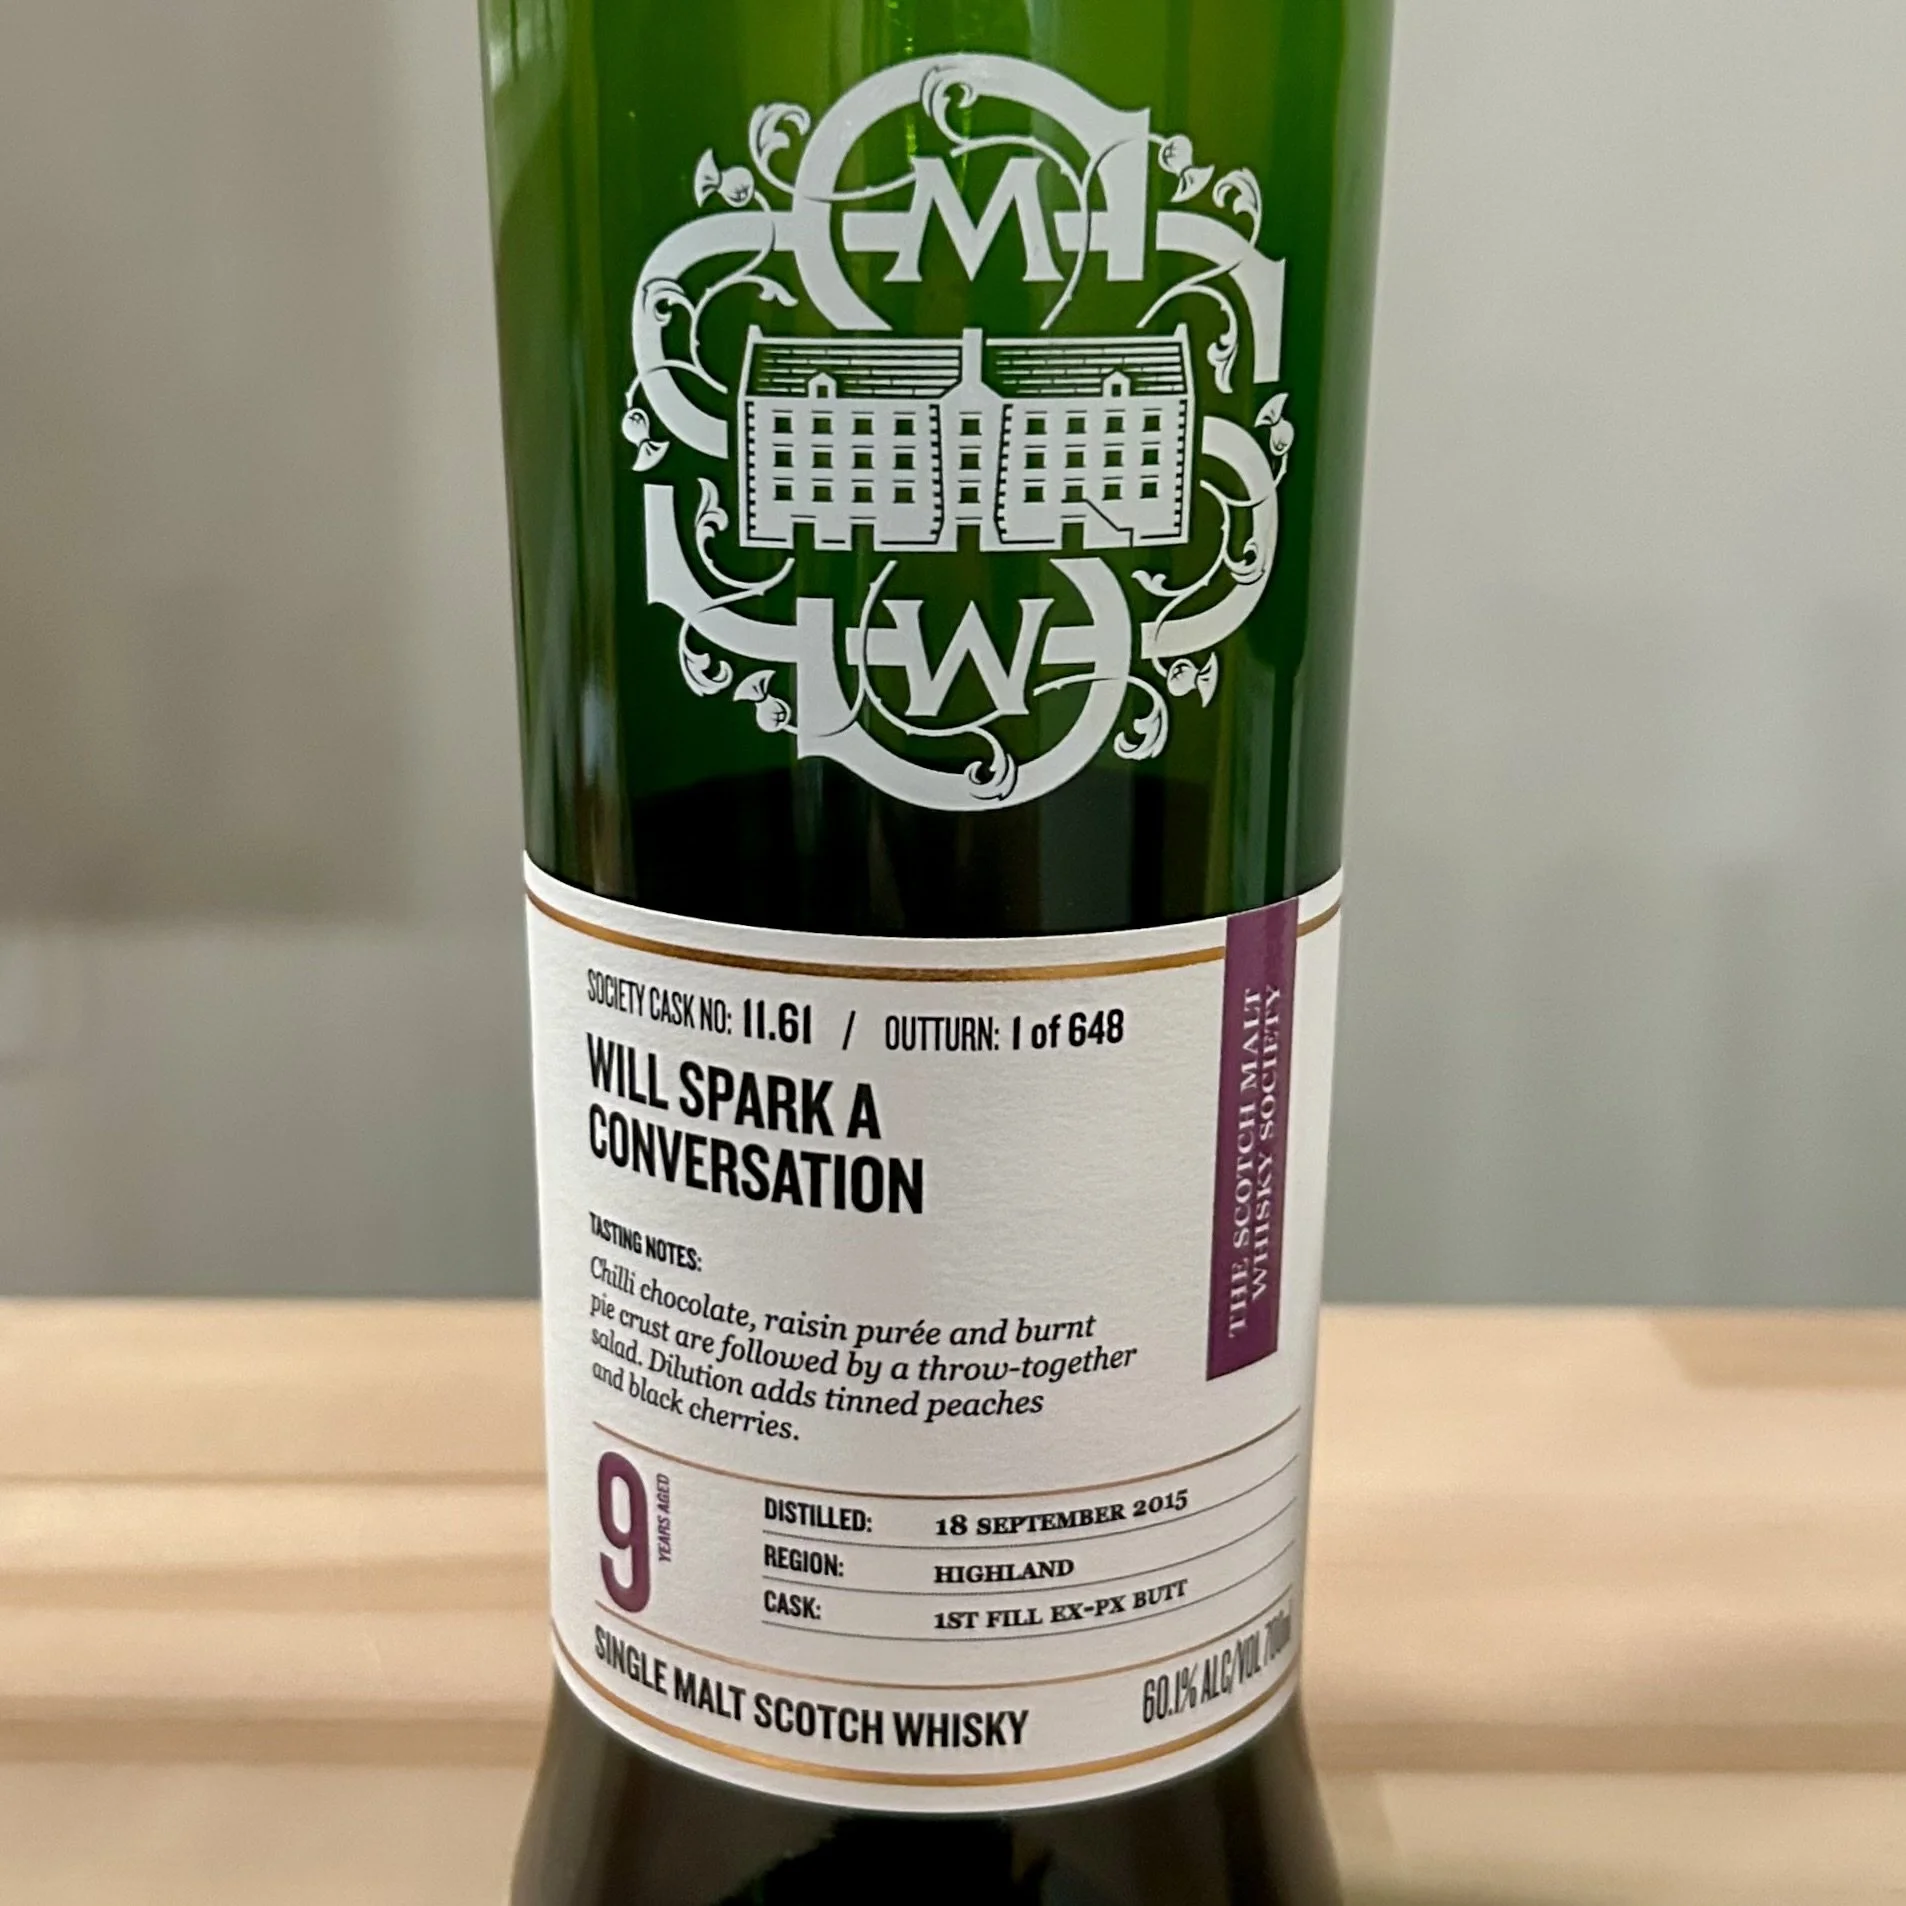 M
W
SOCIETY CASK NO: 11.61 / OUTTURN: 1 of 648
WILL SPARK A
CONVERSATION
TASTING NOTES:
Chilli chocolate, raisin purée and burnt
pie crust are followed by a throw-together
salad. Dilution adds tinned peaches
and black cherries.
THE SCOTCH MALT
WHISKY SOCIETY
9
YEARS AGED
DISTILLED: 18 SEPTEMBER 2015
REGION: HIGHLAND
CASK: 1ST FILL EX-PX BUTT
SINGLE MALT SCOTCH WHISKY
60.1% ALC/VOL 700ml